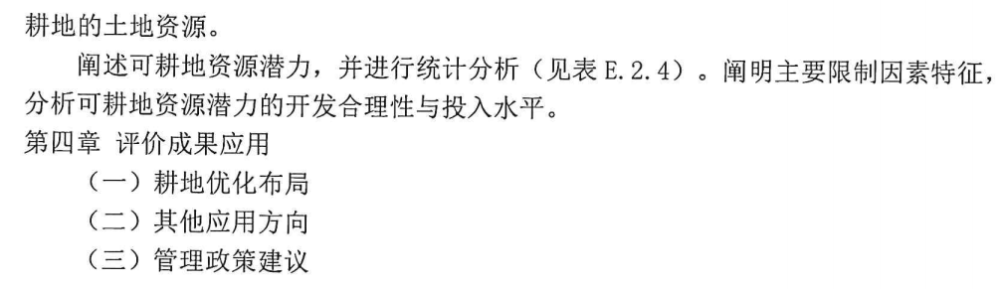 耕地的土地资源。
阐述可耕地资源潜力，并进行统计分析（见表 E.2.4）。阐明主要限制因素特征，
分析可耕地资源潜力的开发合理性与投入水平。
第四章 评价成果应用
（一）耕地优化布局
（二）其他应用方向
（三）管理政策建议